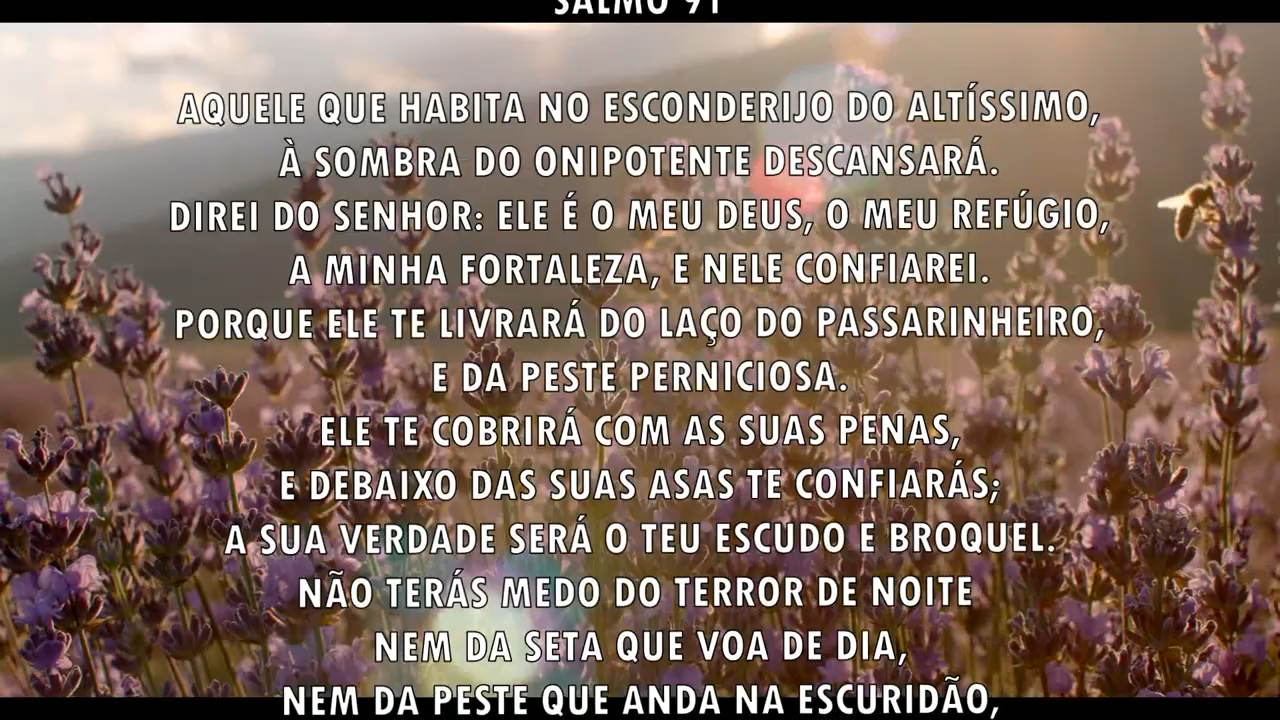 SALMO 91
AQUELE QUE HABITA NO ESCONDERIJO DO ALTÍSSIMO,
À SOMBRA DO ONIPOTENTE DESCANSARÁ.
DIREI DO SENHOR: ELE É O MEU DEUS, O MEU REFÚGIO,
A MINHA FORTALEZA, E NELE CONFIAREI.
PORQUE ELE TE LIVRARÁ DO LAÇO DO PASSARINHEIRO,
E DA PESTE PERNICIOSA.
ELE TE COBRIRÁ COM AS SUAS PENAS,
E DEBAIXO DAS SUAS ASAS TE CONFIARÁS;
A SUA VERDADE SERÁ O TEU ESCUDO E BROQUEL.
NÃO TERÁS MEDO DO TERROR DE NOITE
NEM DA SETA QUE VOA DE DIA,
NEM DA PESTE QUE ANDA NA ESCURIDÃO,